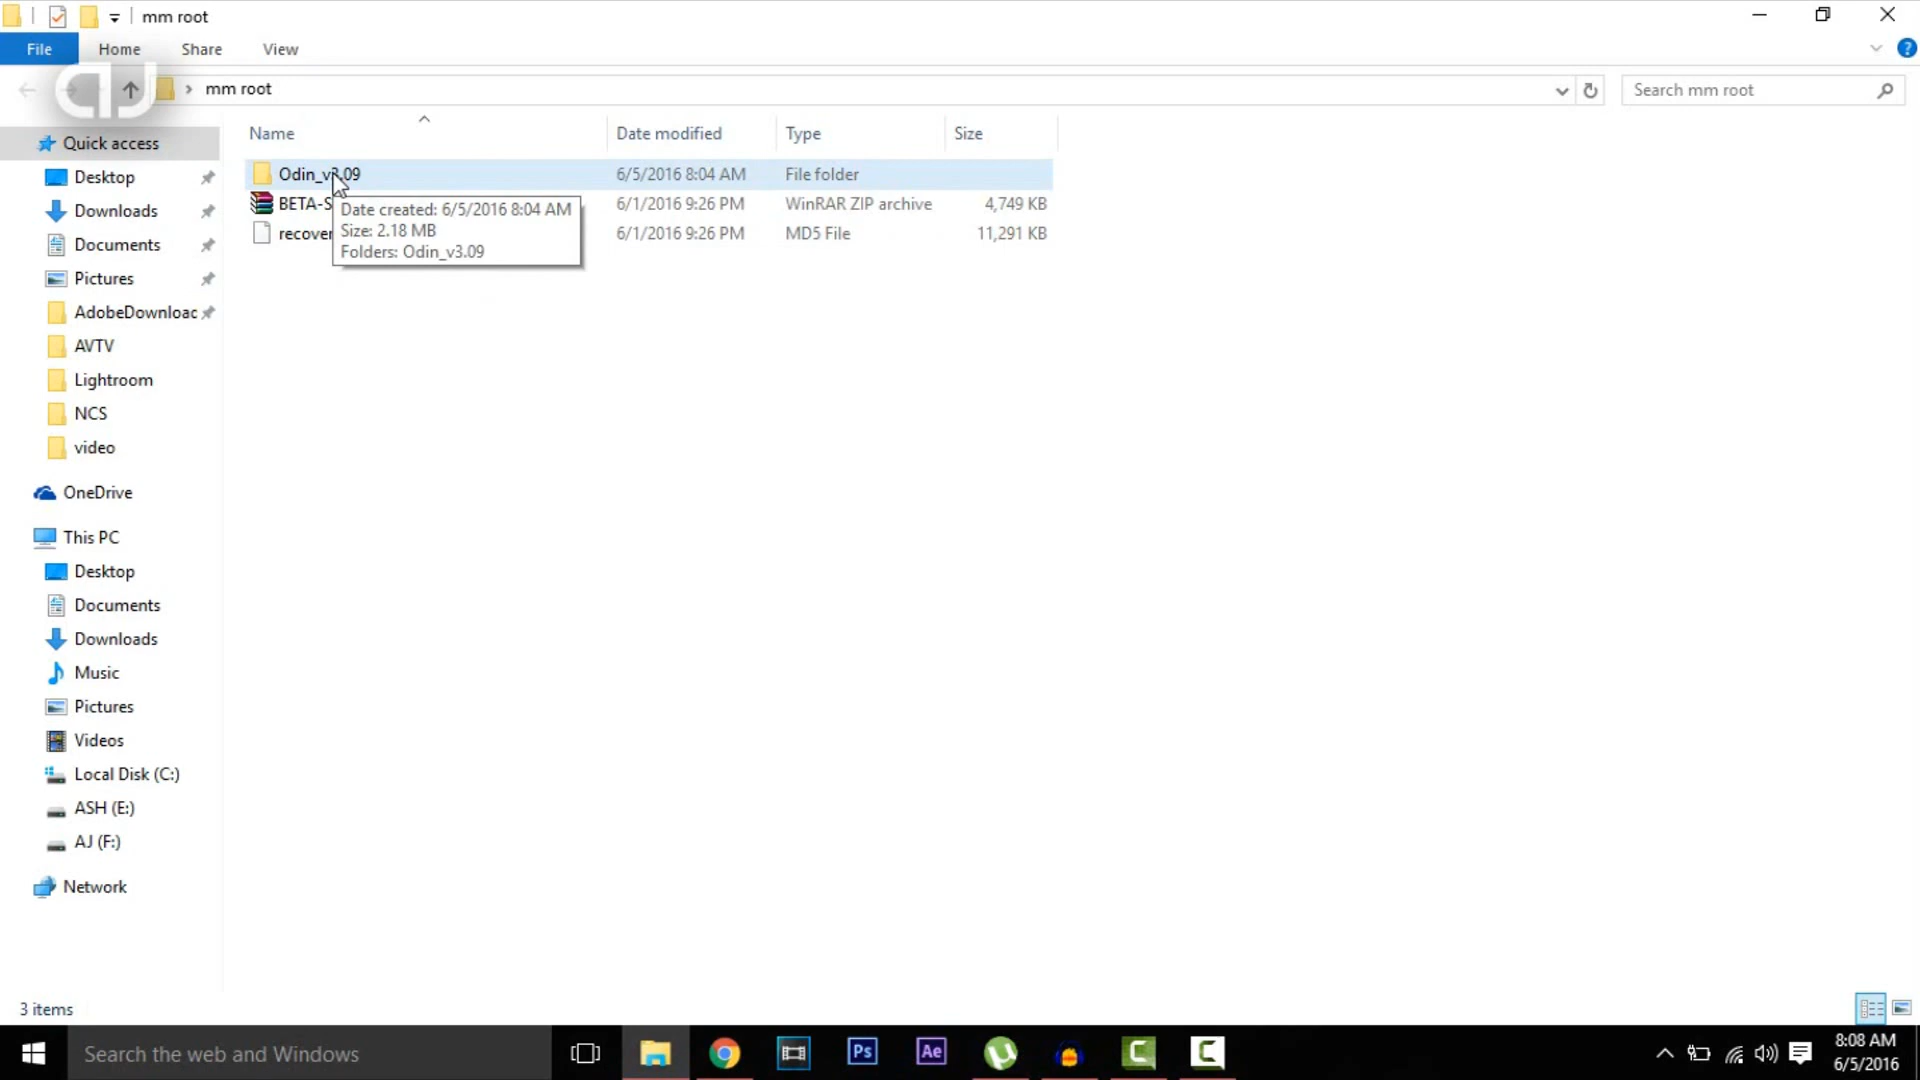 mm root
File Home Share View
mm root
Search mm root
Name Date modified Type Size
Odin_v3.09 6/5/2016 8:04 AM File folder
BETA-S 6/1/2016 9:26 PM WinRAR ZIP archive 4,749 KB
recover 6/1/2016 9:26 PM MD5 File 11,291 KB
Date created: 6/5/2016 8:04 AM
Size: 2.18 MB
Folders: Odin_v3.09
Quick access
Desktop
Downloads
Documents
Pictures
AdobeDownloac
AVTV
Lightroom
NCS
video
OneDrive
This PC
Desktop
Documents
Downloads
Music
Pictures
Videos
Local Disk (C:)
ASH (E:)
AJ (F:)
Network
3 items
Search the web and Windows
Ps
Ae
8:08 AM
6/5/2016